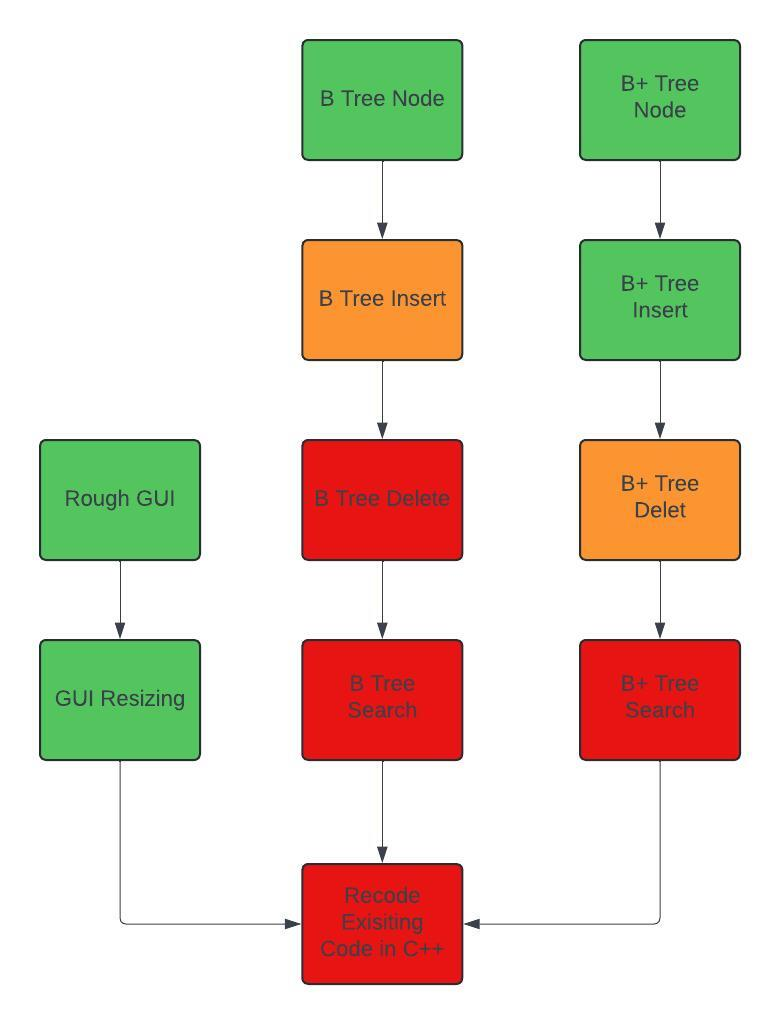 B Tree Node
B+ Tree
Node
B Tree Insert
B+ Tree
Insert
Rough GUI
B Tree Delete
B+ Tree
Delet
GUI Resizing
B Tree
Search
B+ Tree
Search
Recode
Exisiting
Code in C++